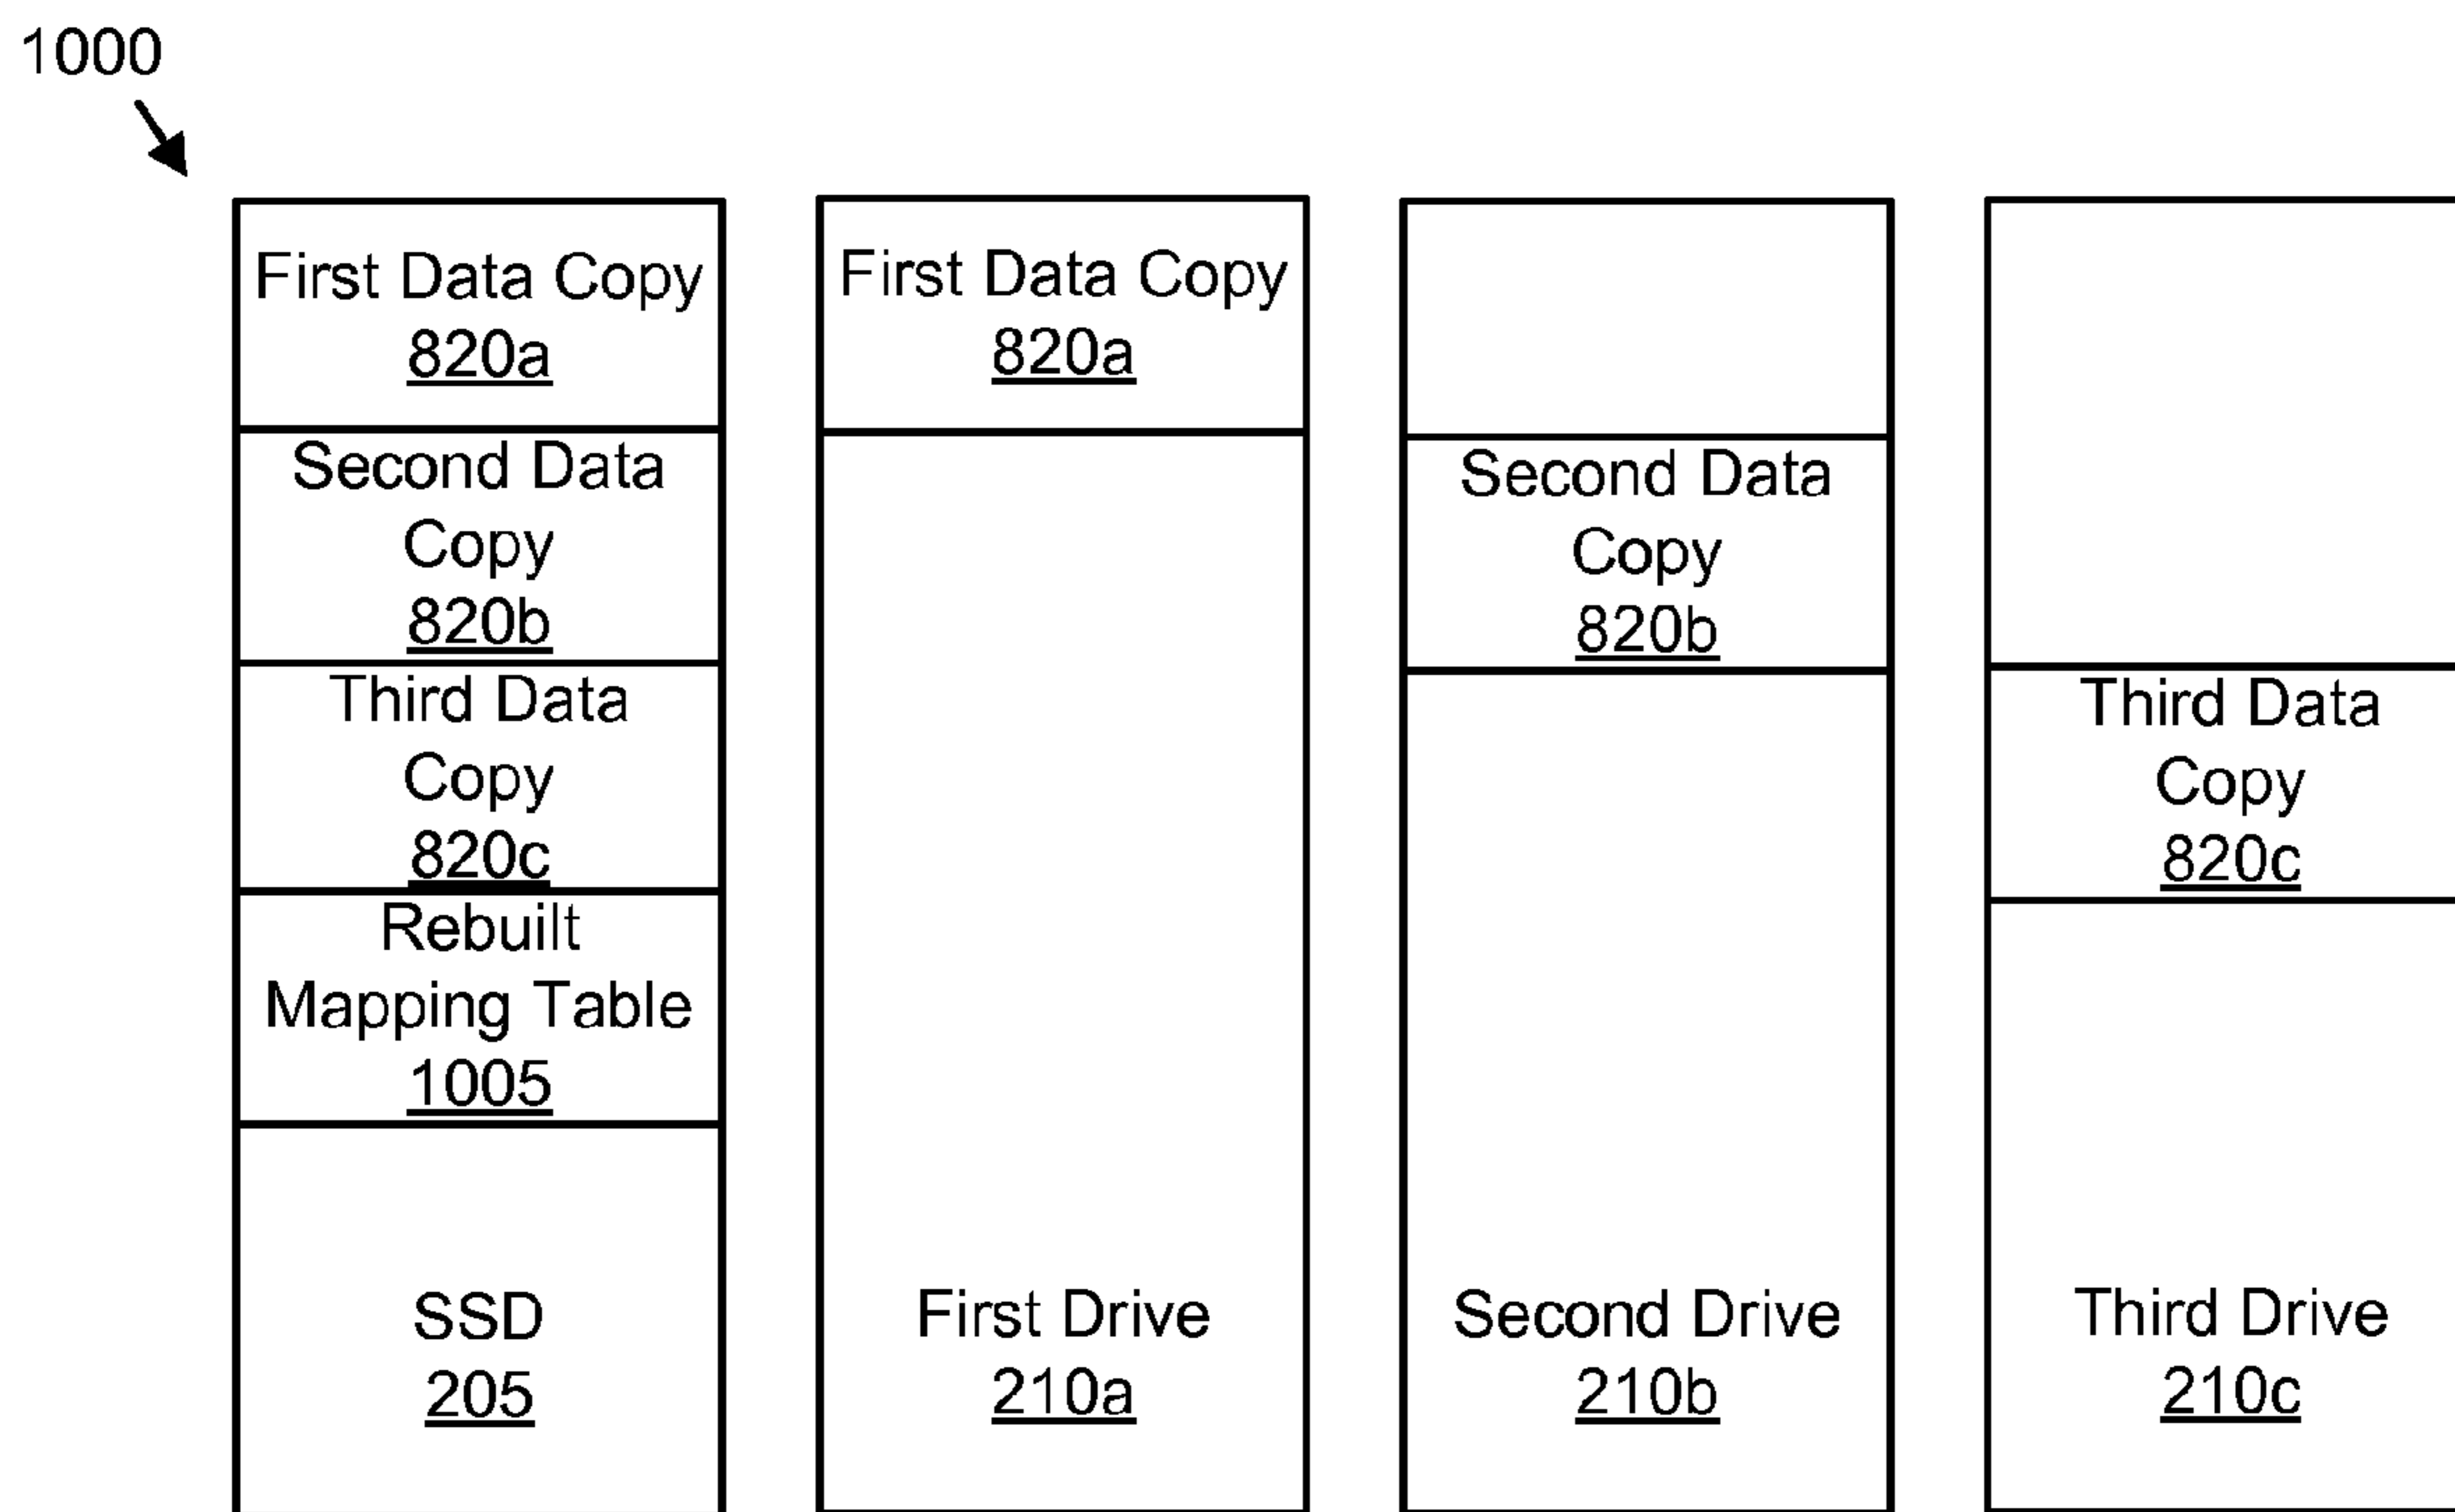 1000
First Data Copy
820a
Second Data
Copy
820b
Third Data
Copy
820c
Rebuilt
Mapping Table
1005
SSD
205
First Data Copy
820a
First Drive
210a
Second Data
Copy
820b
Second Drive
210b
Third Data
Copy
820c
Third Drive
210c